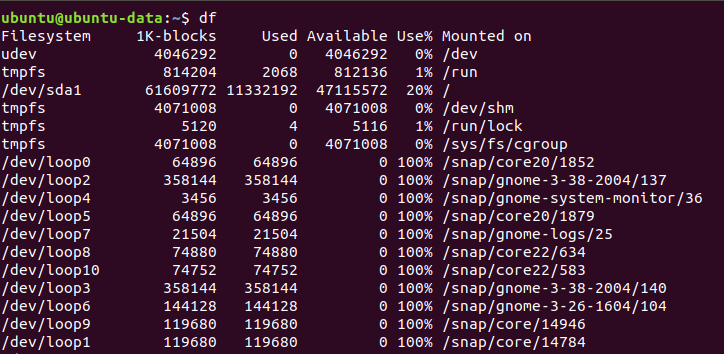 ubuntu@ubuntu-data:~$ df
Filesystem     1K-blocks     Used Available Use% Mounted on
udev             4046292        0   4046292   0% /dev
tmpfs             814204     2068    812136   1% /run
/dev/sda1       61609772 11332192  47115572  20% /
tmpfs            4071008        0   4071008   0% /dev/shm
tmpfs               5120        4      5116   1% /run/lock
tmpfs            4071008        0   4071008   0% /sys/fs/cgroup
/dev/loop0         64896    64896         0 100% /snap/core20/1852
/dev/loop2        358144   358144         0 100% /snap/gnome-3-38-2004/137
/dev/loop4          3456     3456         0 100% /snap/gnome-system-monitor/36
/dev/loop5         64896    64896         0 100% /snap/core20/1879
/dev/loop7         21504    21504         0 100% /snap/gnome-logs/25
/dev/loop8         74880    74880         0 100% /snap/core22/634
/dev/loop10        74752    74752         0 100% /snap/core22/583
/dev/loop3        358144   358144         0 100% /snap/gnome-3-38-2004/140
/dev/loop6        144128   144128         0 100% /snap/gnome-3-26-1604/104
/dev/loop9        119680   119680         0 100% /snap/core/14946
/dev/loop1        119680   119680         0 100% /snap/core/14784